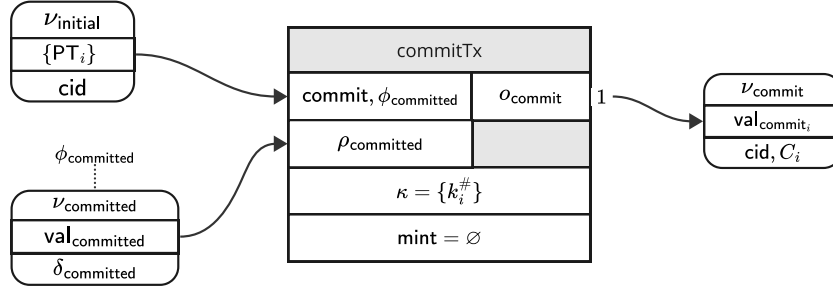 ν_initial
{PT_i}
cid
ϕ_committed
ν_committed
val_committed
δ_committed
commitTx
commit, ϕ_committed
o_commit
1
ρ_committed
κ = {k_i^#}
mint = ∅
ν_commit
val_commit_i
cid, C_i